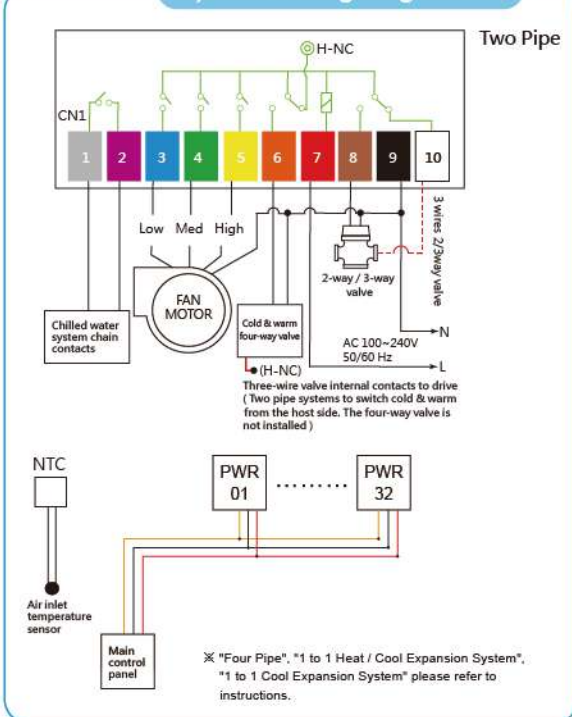 Two Pipe
H-NC
CN1
1 2 3 4 5 6 7 8 9 10
Low Med High
3 wires 2/3way valve
2-way / 3-way
valve
FAN
MOTOR
Chilled water
system chain
contacts
Cold & warm
four-way valve
N
AC 100~240V
50/60 Hz
L
(H-NC)
Three-wire valve internal contacts to drive
( Two pipe systems to switch cold & warm
from the host side. The four-way valve is
not installed )
NTC
PWR
01
.........
PWR
32
Air inlet
temperature
sensor
Main
control
panel
※ "Four Pipe", "1 to 1 Heat / Cool Expansion System",
"1 to 1 Cool Expansion System" please refer to
instructions.